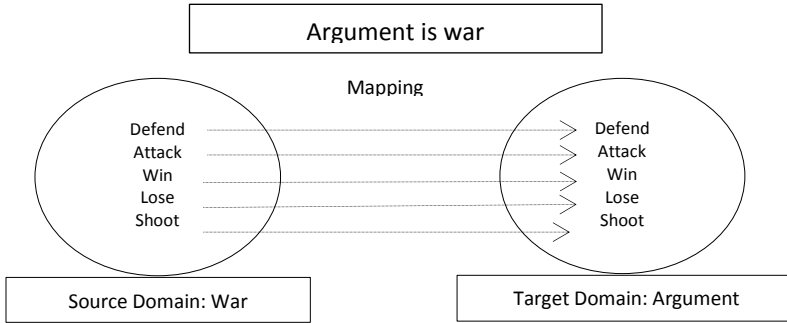 Argument is war
Mapping
Defend
Attack
Win
Lose
Shoot
Defend
Attack
Win
Lose
Shoot
Source Domain: War
Target Domain: Argument